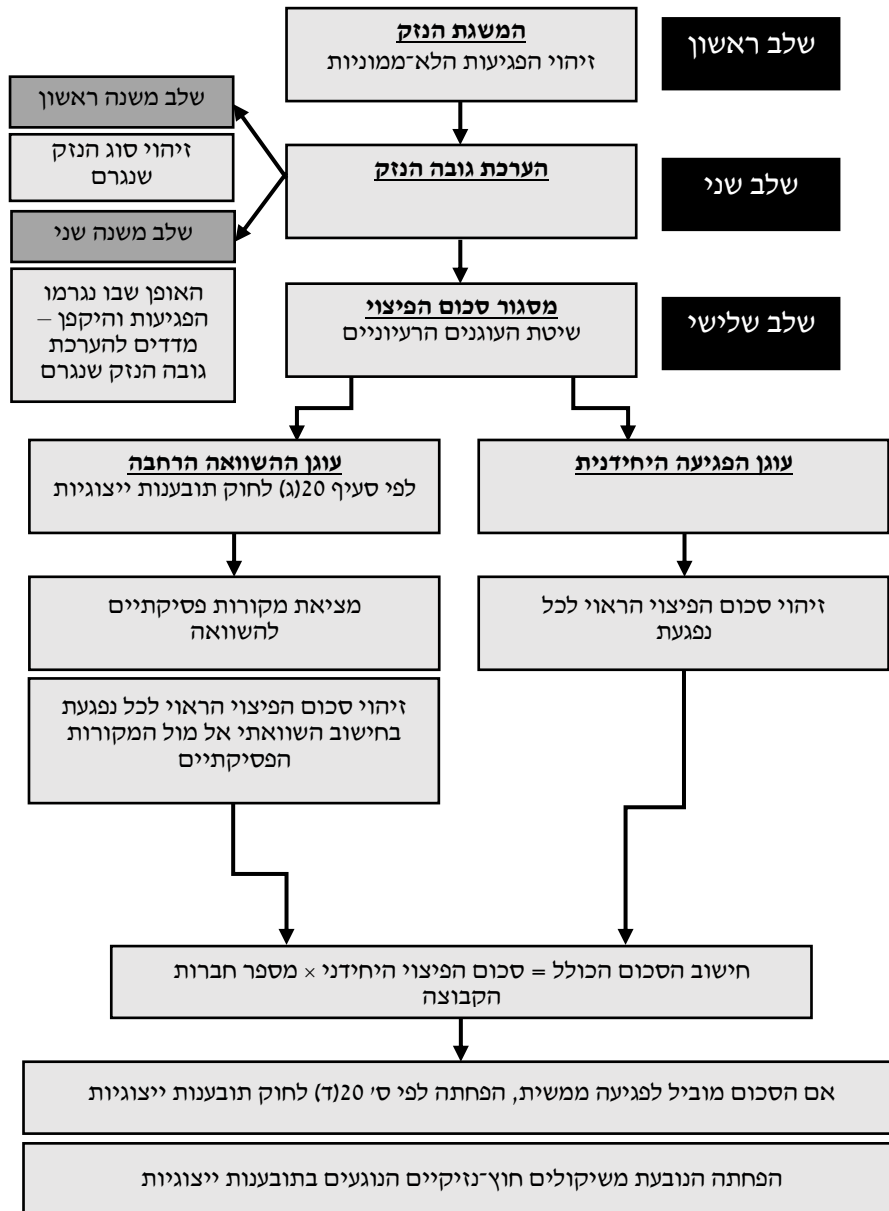 שלב ראשון
המשגת הנזק
זיהוי הפגיעות הלא־ממוניות
שלב שני
הערכת גובה הנזק
שלב משנה ראשון
זיהוי סוג הנזק
שנגרם
שלב משנה שני
האופן שבו נגרמו
הפגיעות והיקפן –
מדדים להערכת
גובה הנזק שנגרם
שלב שלישי
מסגור סכום הפיצוי
שיטת העוגנים הרעיוניים
עוגן הפגיעה היחידנית
זיהוי סכום הפיצוי הראוי לכל
נפגעת
עוגן ההשוואה הרחבה
לפי סעיף 20(ג) לחוק תובענות ייצוגיות
מציאת מקורות פסיקתיים
להשוואה
זיהוי סכום הפיצוי הראוי לכל נפגעת
בחישוב השוואתי אל מול המקורות
הפסיקתיים
חישוב הסכום הכולל = סכום הפיצוי היחידני × מספר חברות
הקבוצה
אם הסכום מוביל לפגיעה ממשית, הפחתה לפי ס׳ 20(ד) לחוק תובענות ייצוגיות
הפחתה הנובעת משיקולים חוץ־נזיקיים הנוגעים בתובענות ייצוגיות